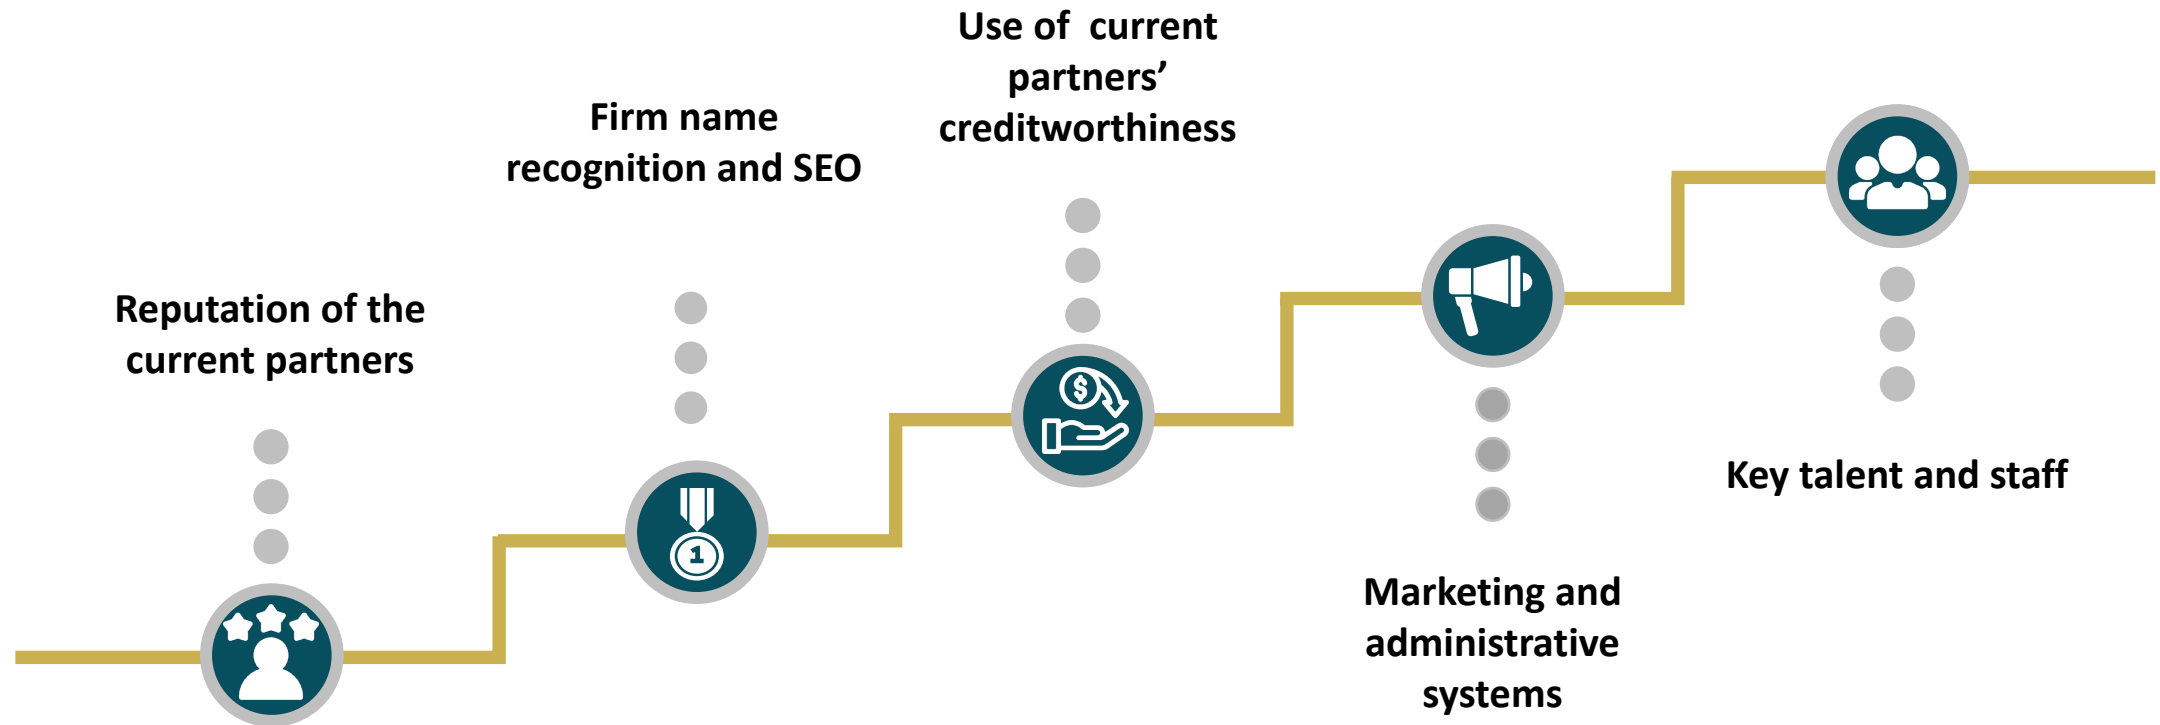 Reputation of the
current partners
Firm name
recognition and SEO
Use of  current
partners’
creditworthiness
Marketing and
administrative
systems
Key talent and staff
$
1